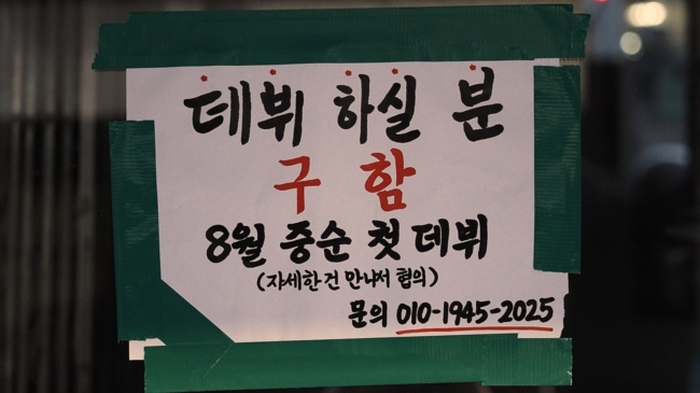 데뷔 하실 분
구 함
8월 중순 첫 데뷔
(자세한건 만나서 협의)
문의 010-1945-2025